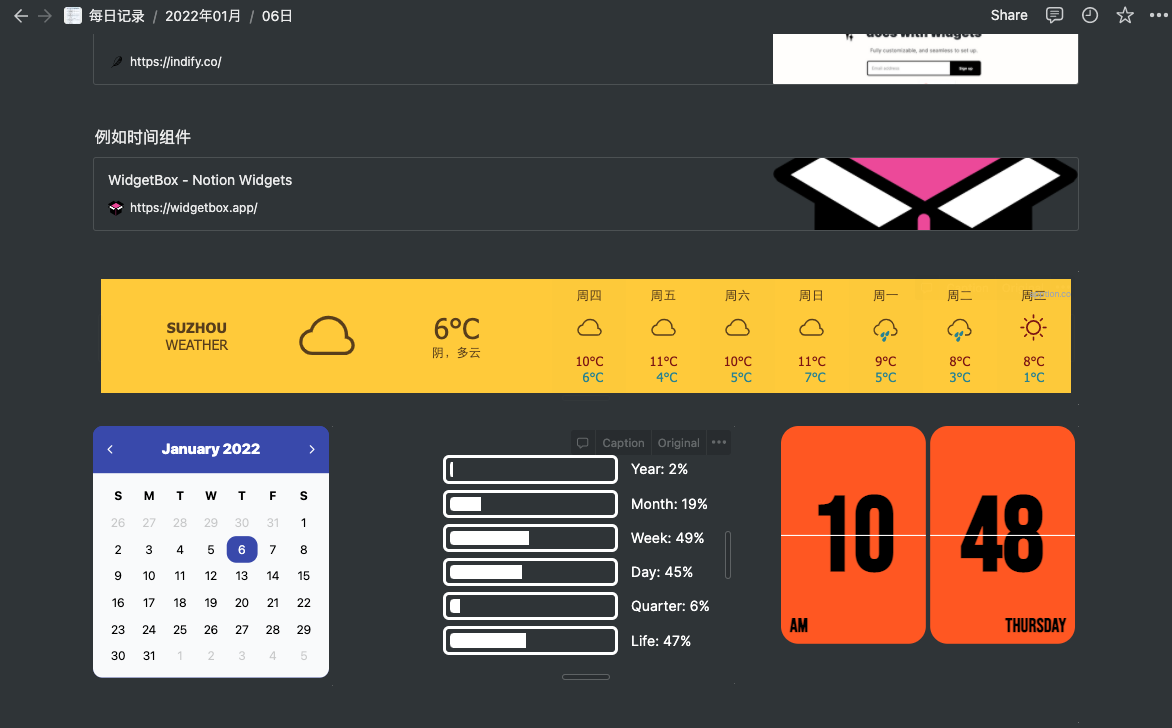 每日记录 / 2022年01月 / 06日
Share
docs with widgets
Fully customizable, and seamless to set up.
Email address
Sign up
https://indify.co/
例如时间组件
WidgetBox - Notion Widgets
https://widgetbox.app/
SUZHOU
WEATHER
6°C
阴，多云
周四 周五 周六 周日 周一 周二 周三
10°C 11°C 10°C 11°C 9°C 8°C 8°C
6°C 4°C 5°C 7°C 5°C 3°C 1°C
January 2022
S M T W T F S
26 27 28 29 30 31 1
2 3 4 5 6 7 8
9 10 11 12 13 14 15
16 17 18 19 20 21 22
23 24 25 26 27 28 29
30 31 1 2 3 4 5
Caption Original
Year: 2%
Month: 19%
Week: 49%
Day: 45%
Quarter: 6%
Life: 47%
10 48
AM THURSDAY